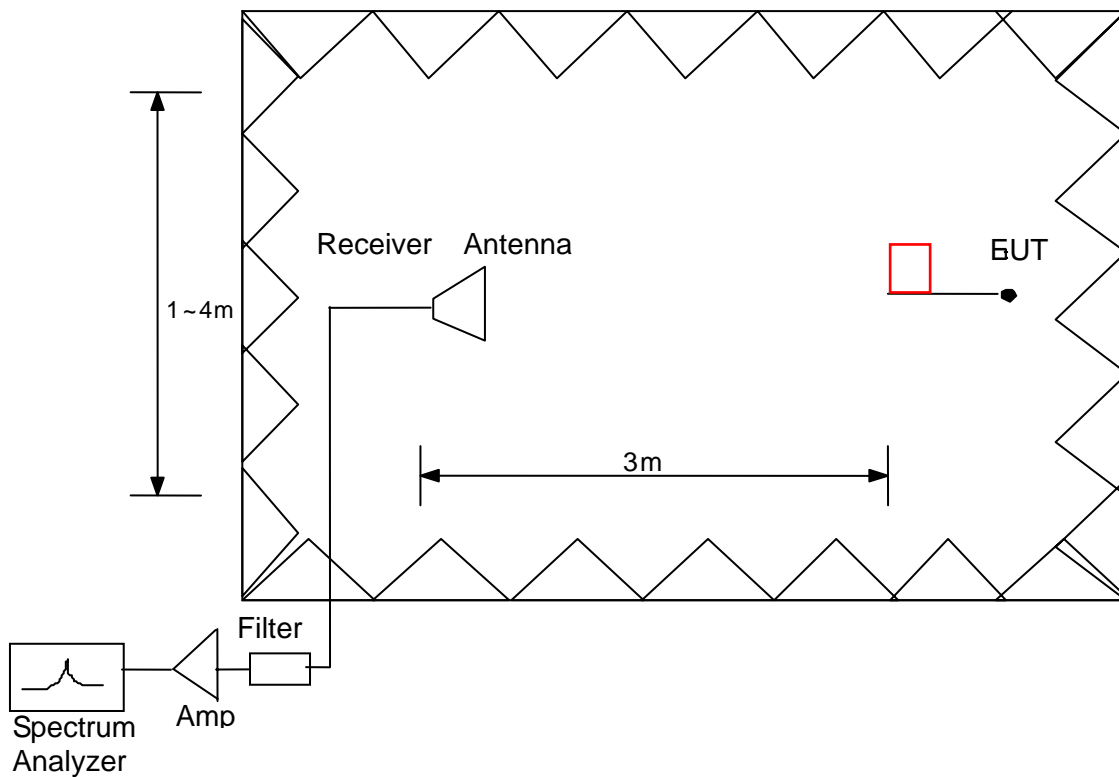 Receiver Antenna
EUT
1~4m
3m
Filter
Amp
Spectrum
Analyzer